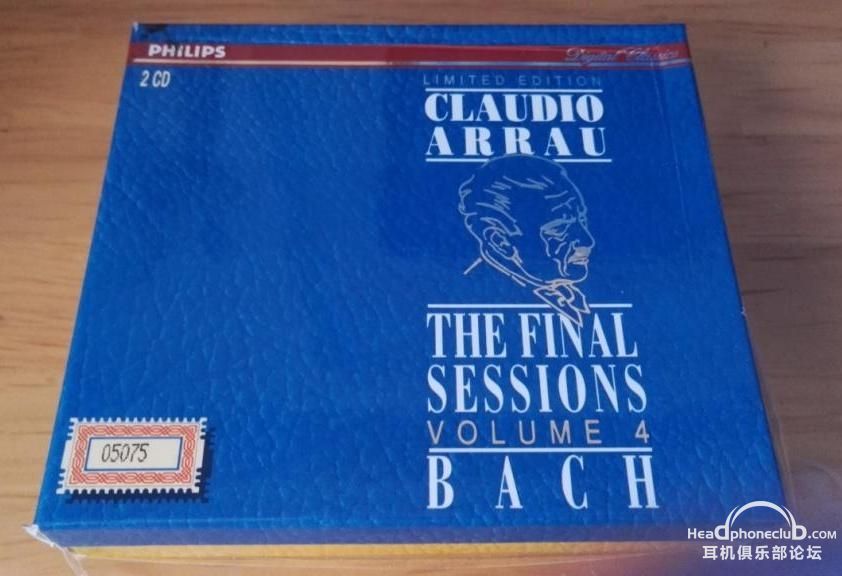 PHILIPS
Digital Classics
2 CD
LIMITED EDITION
CLAUDIO
ARRAU
THE FINAL
SESSIONS
VOLUME 4
BACH
05075
HeadphoneclubD.COM
耳机俱乐部论坛